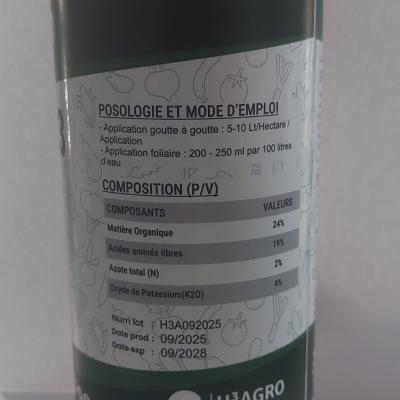 POSOLOGIE ET MODE D'EMPLOI
- Application goutte à goutte : 5-10 Lt/Hectare /
Application
- Application foliaire : 200 - 250 ml par 100 litres
d'eau
COMPOSITION (P/V)
COMPOSANTS VALEURS
Matière Organique 24%
Acides aminés libres 19%
Azote total (N) 2%
Oxyde de Potassium(K2O) 4%
Num lot : H3A092025
Date prod : 09/2025
Date exp : 09/2028
H³AGRO